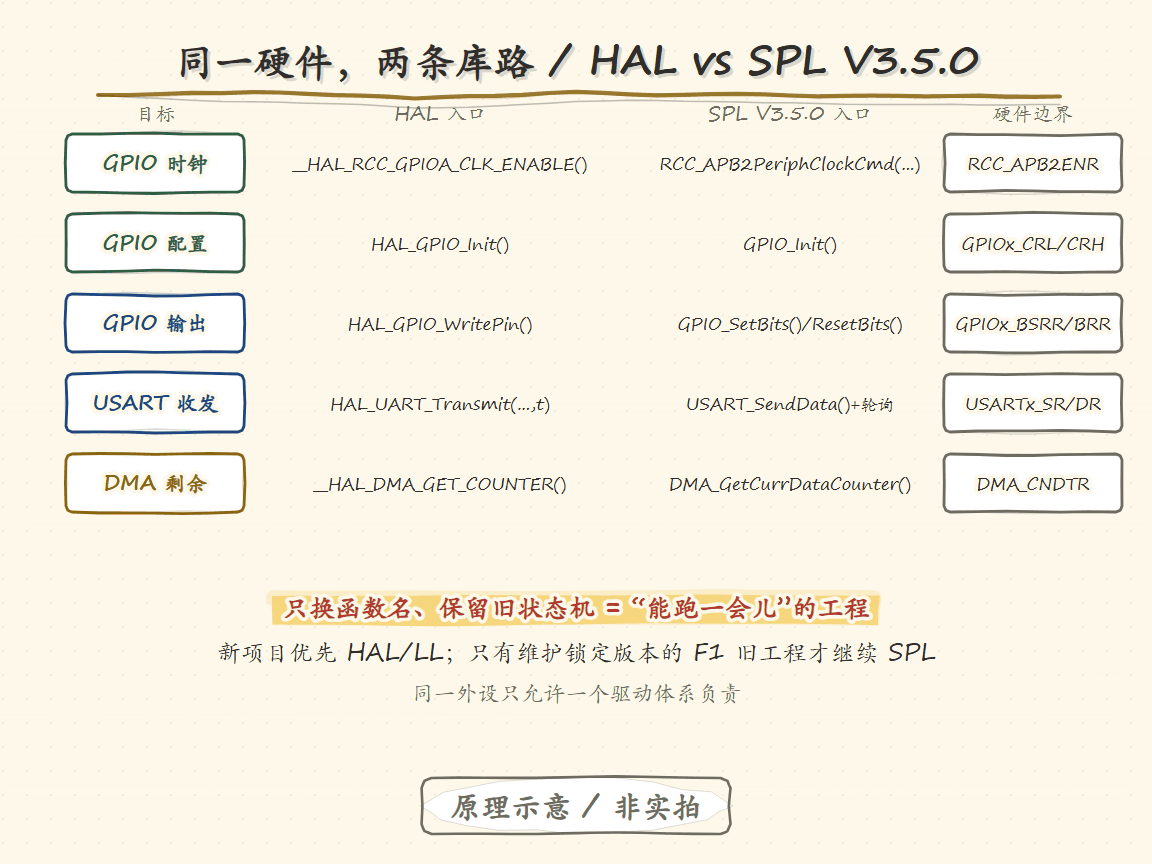 同一硬件，两条库路 / HAL vs SPL V3.5.0
目标 HAL 入口 SPL V3.5.0 入口 硬件边界
GPIO 时钟 __HAL_RCC_GPIOA_CLK_ENABLE() RCC_APB2PeriphClockCmd(...) RCC_APB2ENR
GPIO 配置 HAL_GPIO_Init() GPIO_Init() GPIOx_CRL/CRH
GPIO 输出 HAL_GPIO_WritePin() GPIO_SetBits()/ResetBits() GPIOx_BSRR/BRR
USART 收发 HAL_UART_Transmit(...,t) USART_SendData()+轮询 USARTx_SR/DR
DMA 剩余 __HAL_DMA_GET_COUNTER() DMA_GetCurrDataCounter() DMA_CNDTR
只换函数名、保留旧状态机 = “能跑一会儿”的工程
新项目优先 HAL/LL；只有维护锁定版本的 F1 旧工程才继续 SPL
同一外设只允许一个驱动体系负责
原理示意 / 非实拍